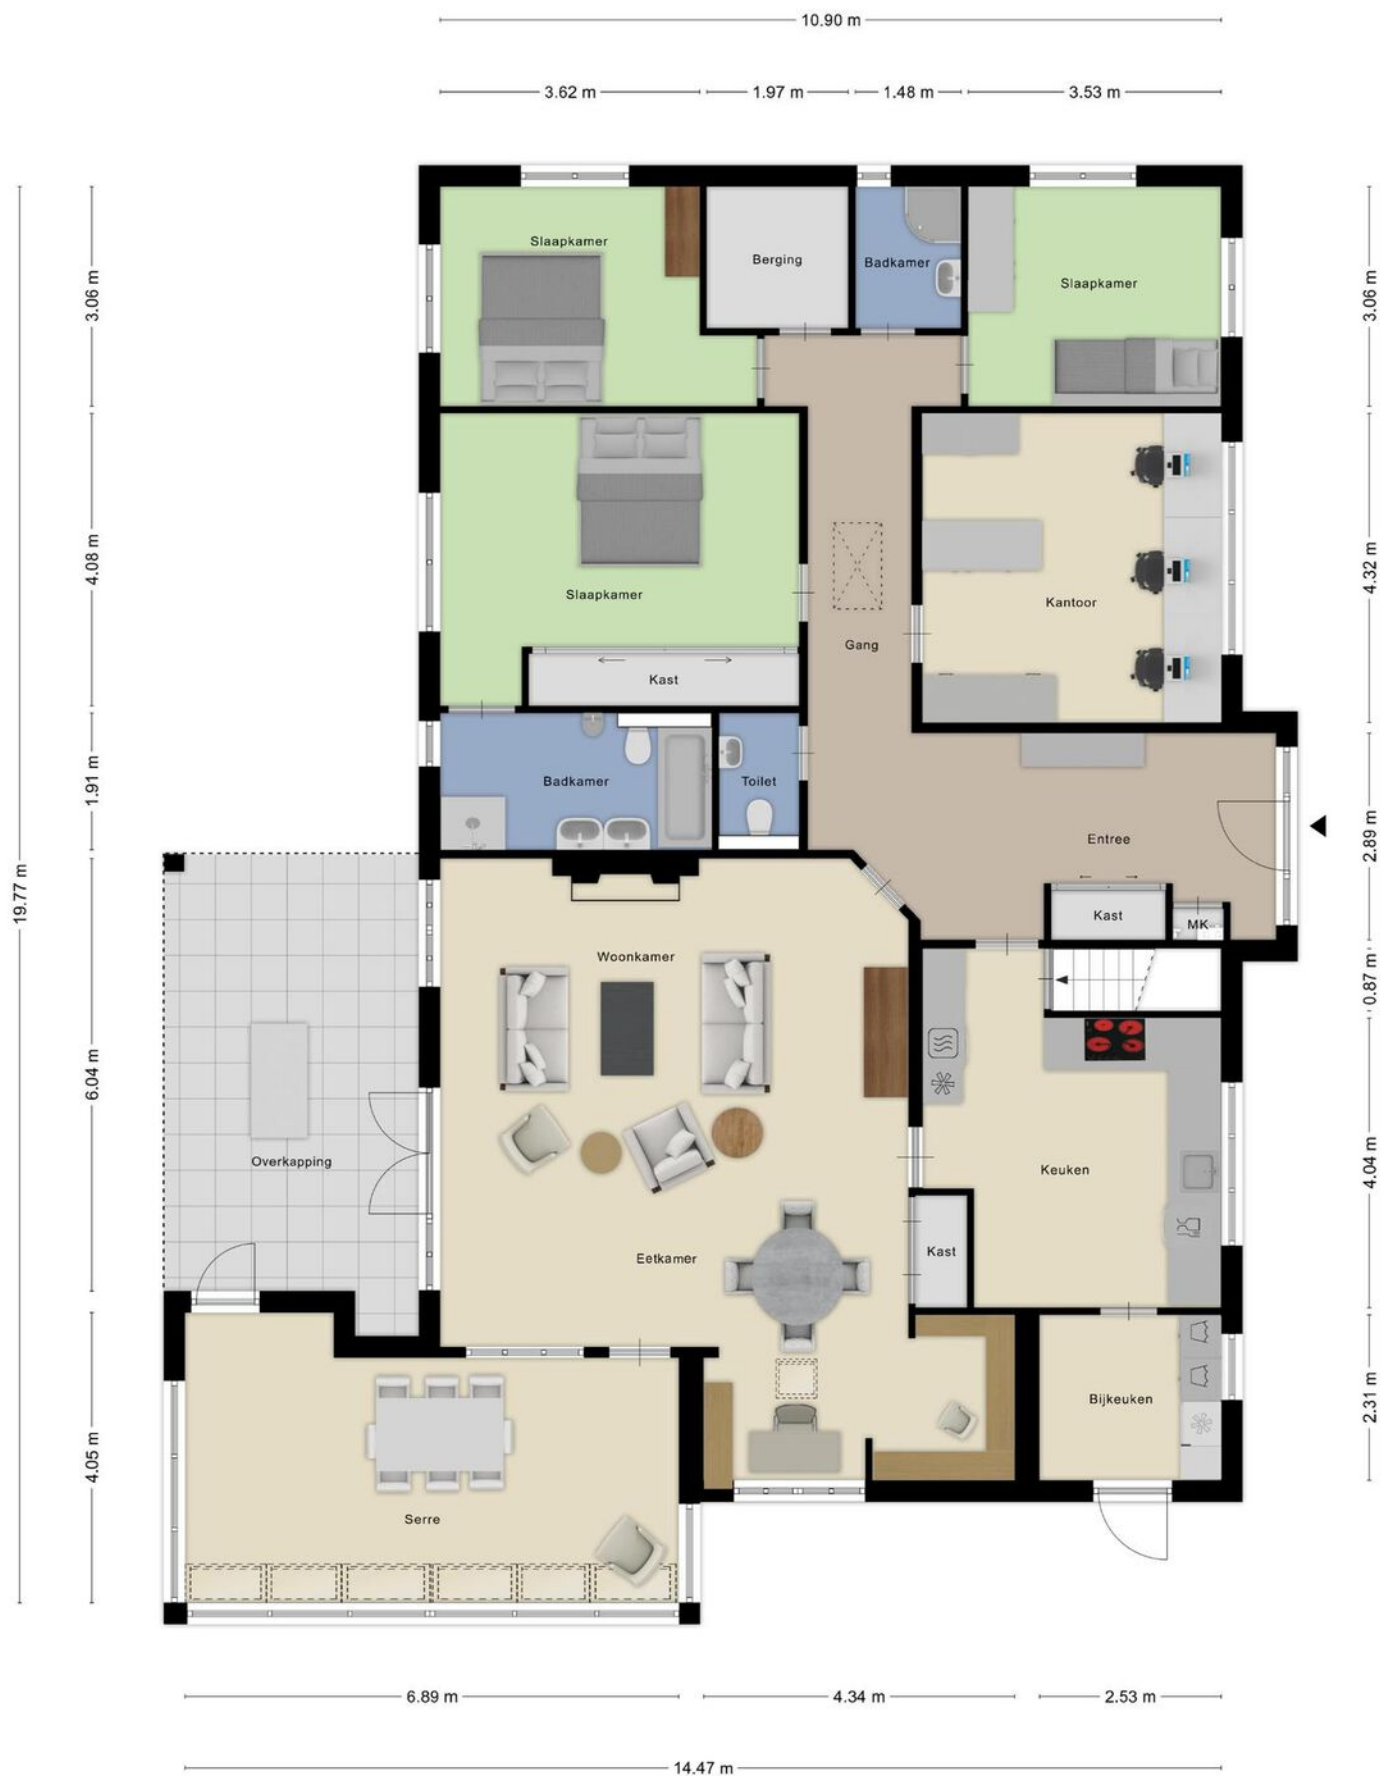 10.90 m
3.62 m
1.97 m
1.48 m
3.53 m
Slaapkamer
Berging
Badkamer
Slaapkamer
3.06 m
3.06 m
Slaapkamer
Kantoor
4.08 m
4.32 m
Gang
Kast
Badkamer
Toilet
1.91 m
Entree
2.89 m
19.77 m
Kast
MK
Woonkamer
0.87 m
6.04 m
Overkapping
Keuken
4.04 m
Eetkamer
Kast
Bijkeuken
2.31 m
4.05 m
Serre
6.89 m
4.34 m
2.53 m
14.47 m